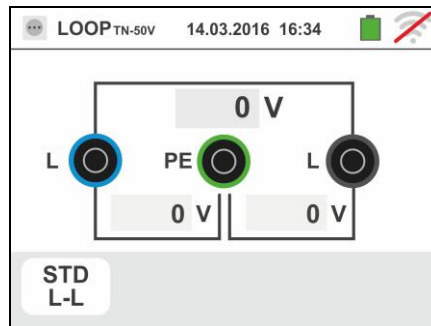 LOOP TN-50V 14.03.2016 16:34
0 V
L PE L
0 V 0 V
STD
L-L